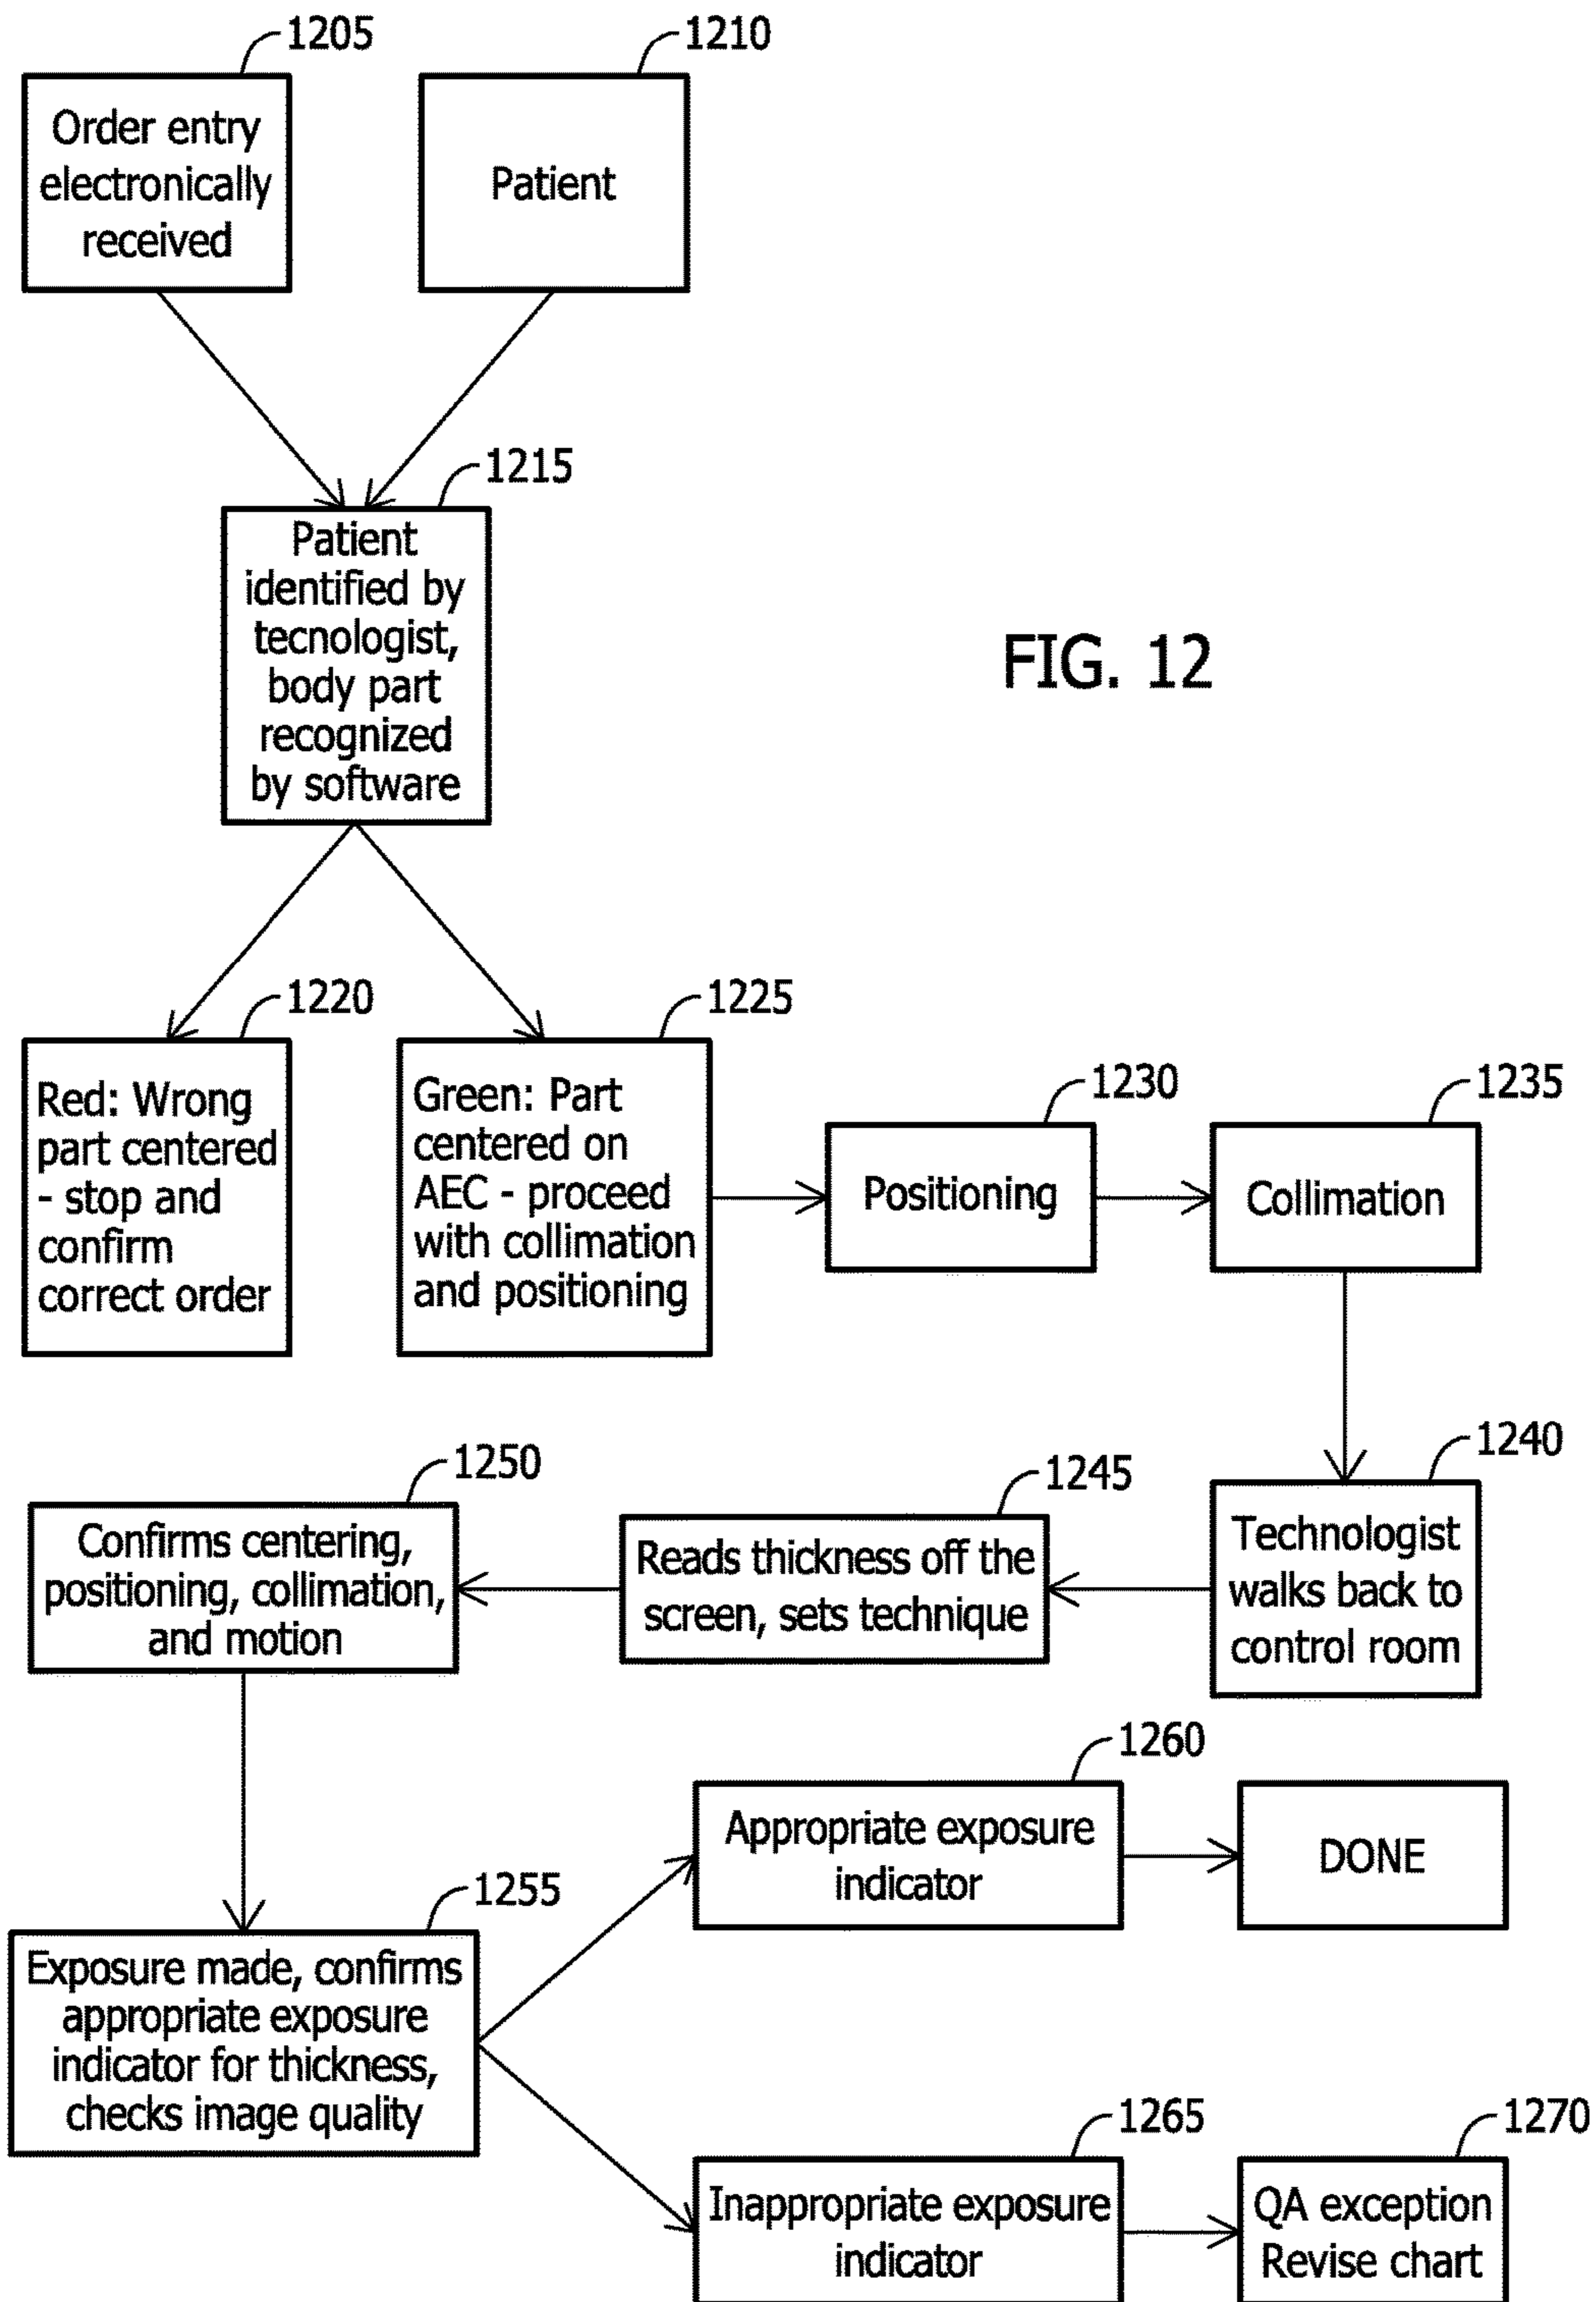 1205
1210
Order entry
electronically
received
Patient
1215
Patient
identified by
tecnologist,
body part
recognized
by software
FIG. 12
1220
1225
Red: Wrong
part centered
- stop and
confirm
correct order
Green: Part
centered on
AEC - proceed
with collimation
and positioning
1230
Positioning
1235
Collimation
1240
Technologist
walks back to
control room
1245
Reads thickness off the
screen, sets technique
1250
Confirms centering,
positioning, collimation,
and motion
1255
Exposure made, confirms
appropriate exposure
indicator for thickness,
checks image quality
1260
Appropriate exposure
indicator
DONE
1265
Inappropriate exposure
indicator
1270
QA exception
Revise chart